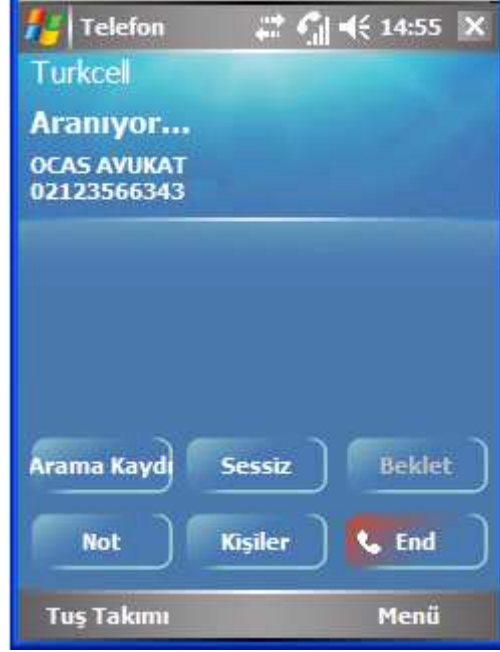 Telefon 14:55
Turkcell
Aranıyor...
OCAS AVUKAT
02123566343
Arama Kaydı Sessiz Beklet
Not Kişiler End
Tuş Takımı Menü